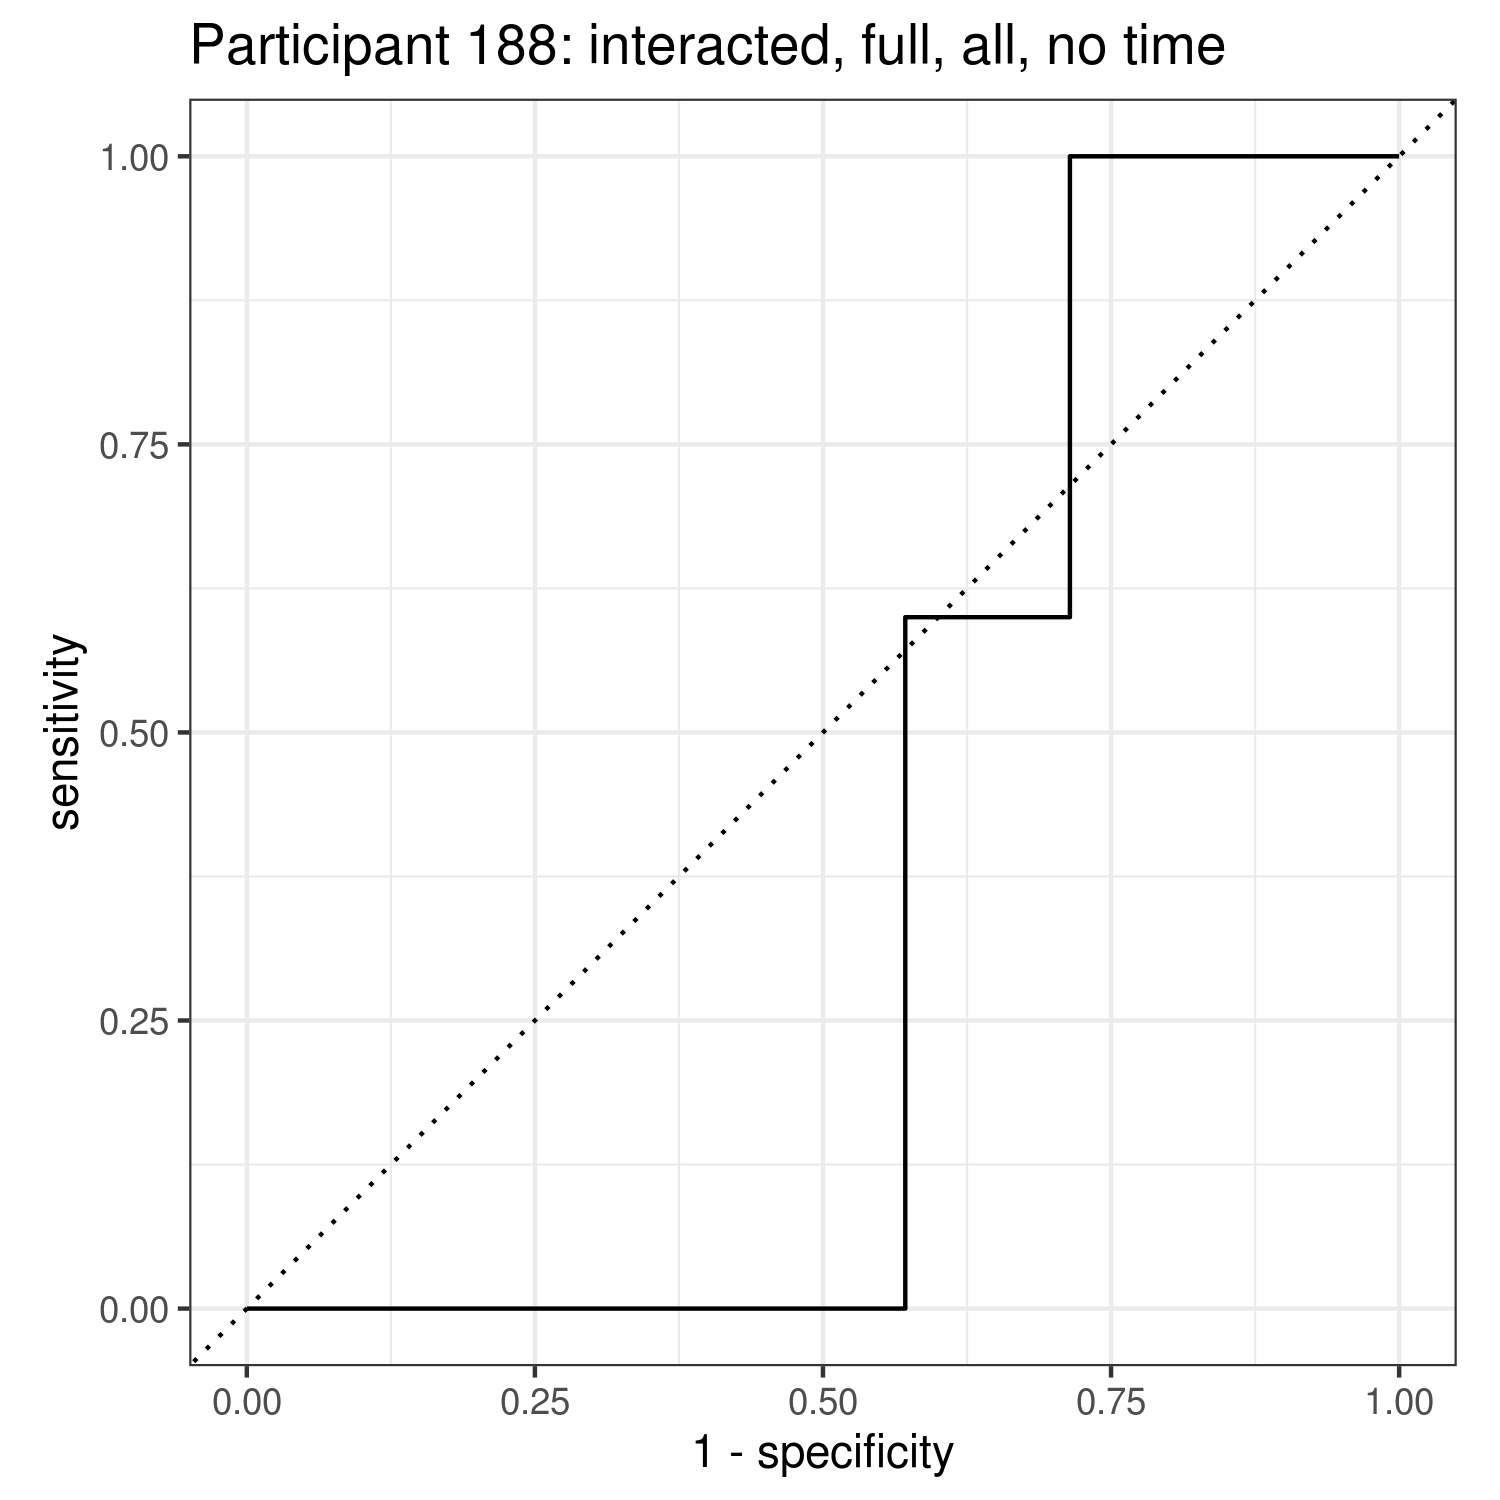 Participant 188: interacted, full, all, no time
1.00
0.75
0.50
0.25
0.00
sensitivity
0.00 0.25 0.50 0.75 1.00
1 - specificity